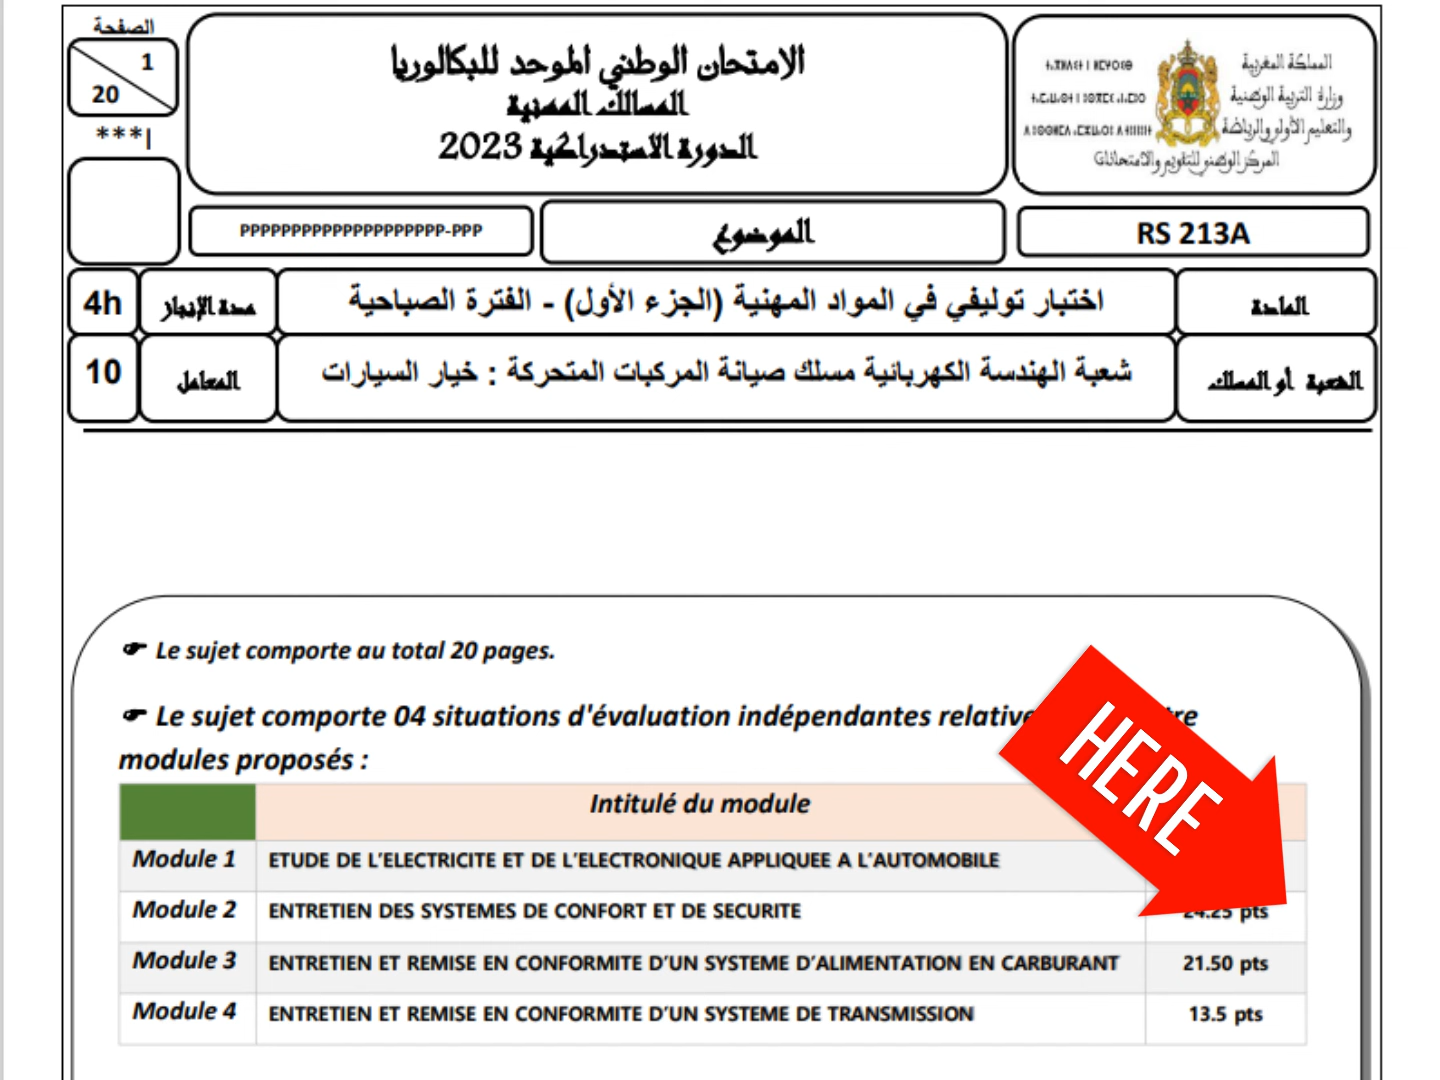 الصفحة
1
20
***|
الامتحان الوطني الموحد للبكالوريا
المسالك المهنية
الدورة الاستدراكية 2023
المملكة المغربية
وزارة التربية الوطنية
والتعليم الأولي والرياضة
المركز الوطني للتقويم والامتحانات
PPPPPPPPPPPPPPPPPPPP-PPP
الموضوع
RS 213A
المادة
اختبار توليفي في المواد المهنية (الجزء الأول) - الفترة الصباحية
مدة الإنجاز
4h
الشعبة أو المسلك
شعبة الهندسة الكهربائية مسلك صيانة المركبات المتحركة : خيار السيارات
المعامل
10
☛ Le sujet comporte au total 20 pages.
☛ Le sujet comporte 04 situations d'évaluation indépendantes
modules proposés :
HERE
Intitulé du module
Module 1 ETUDE DE L'ELECTRICITE ET DE L'ELECTRONIQUE APPLIQUEE A L'AUTOMOBILE
Module 2 ENTRETIEN DES SYSTEMES DE CONFORT ET DE SECURITE 24.25 pts
Module 3 ENTRETIEN ET REMISE EN CONFORMITE D'UN SYSTEME D'ALIMENTATION EN CARBURANT 21.50 pts
Module 4 ENTRETIEN ET REMISE EN CONFORMITE D'UN SYSTEME DE TRANSMISSION 13.5 pts